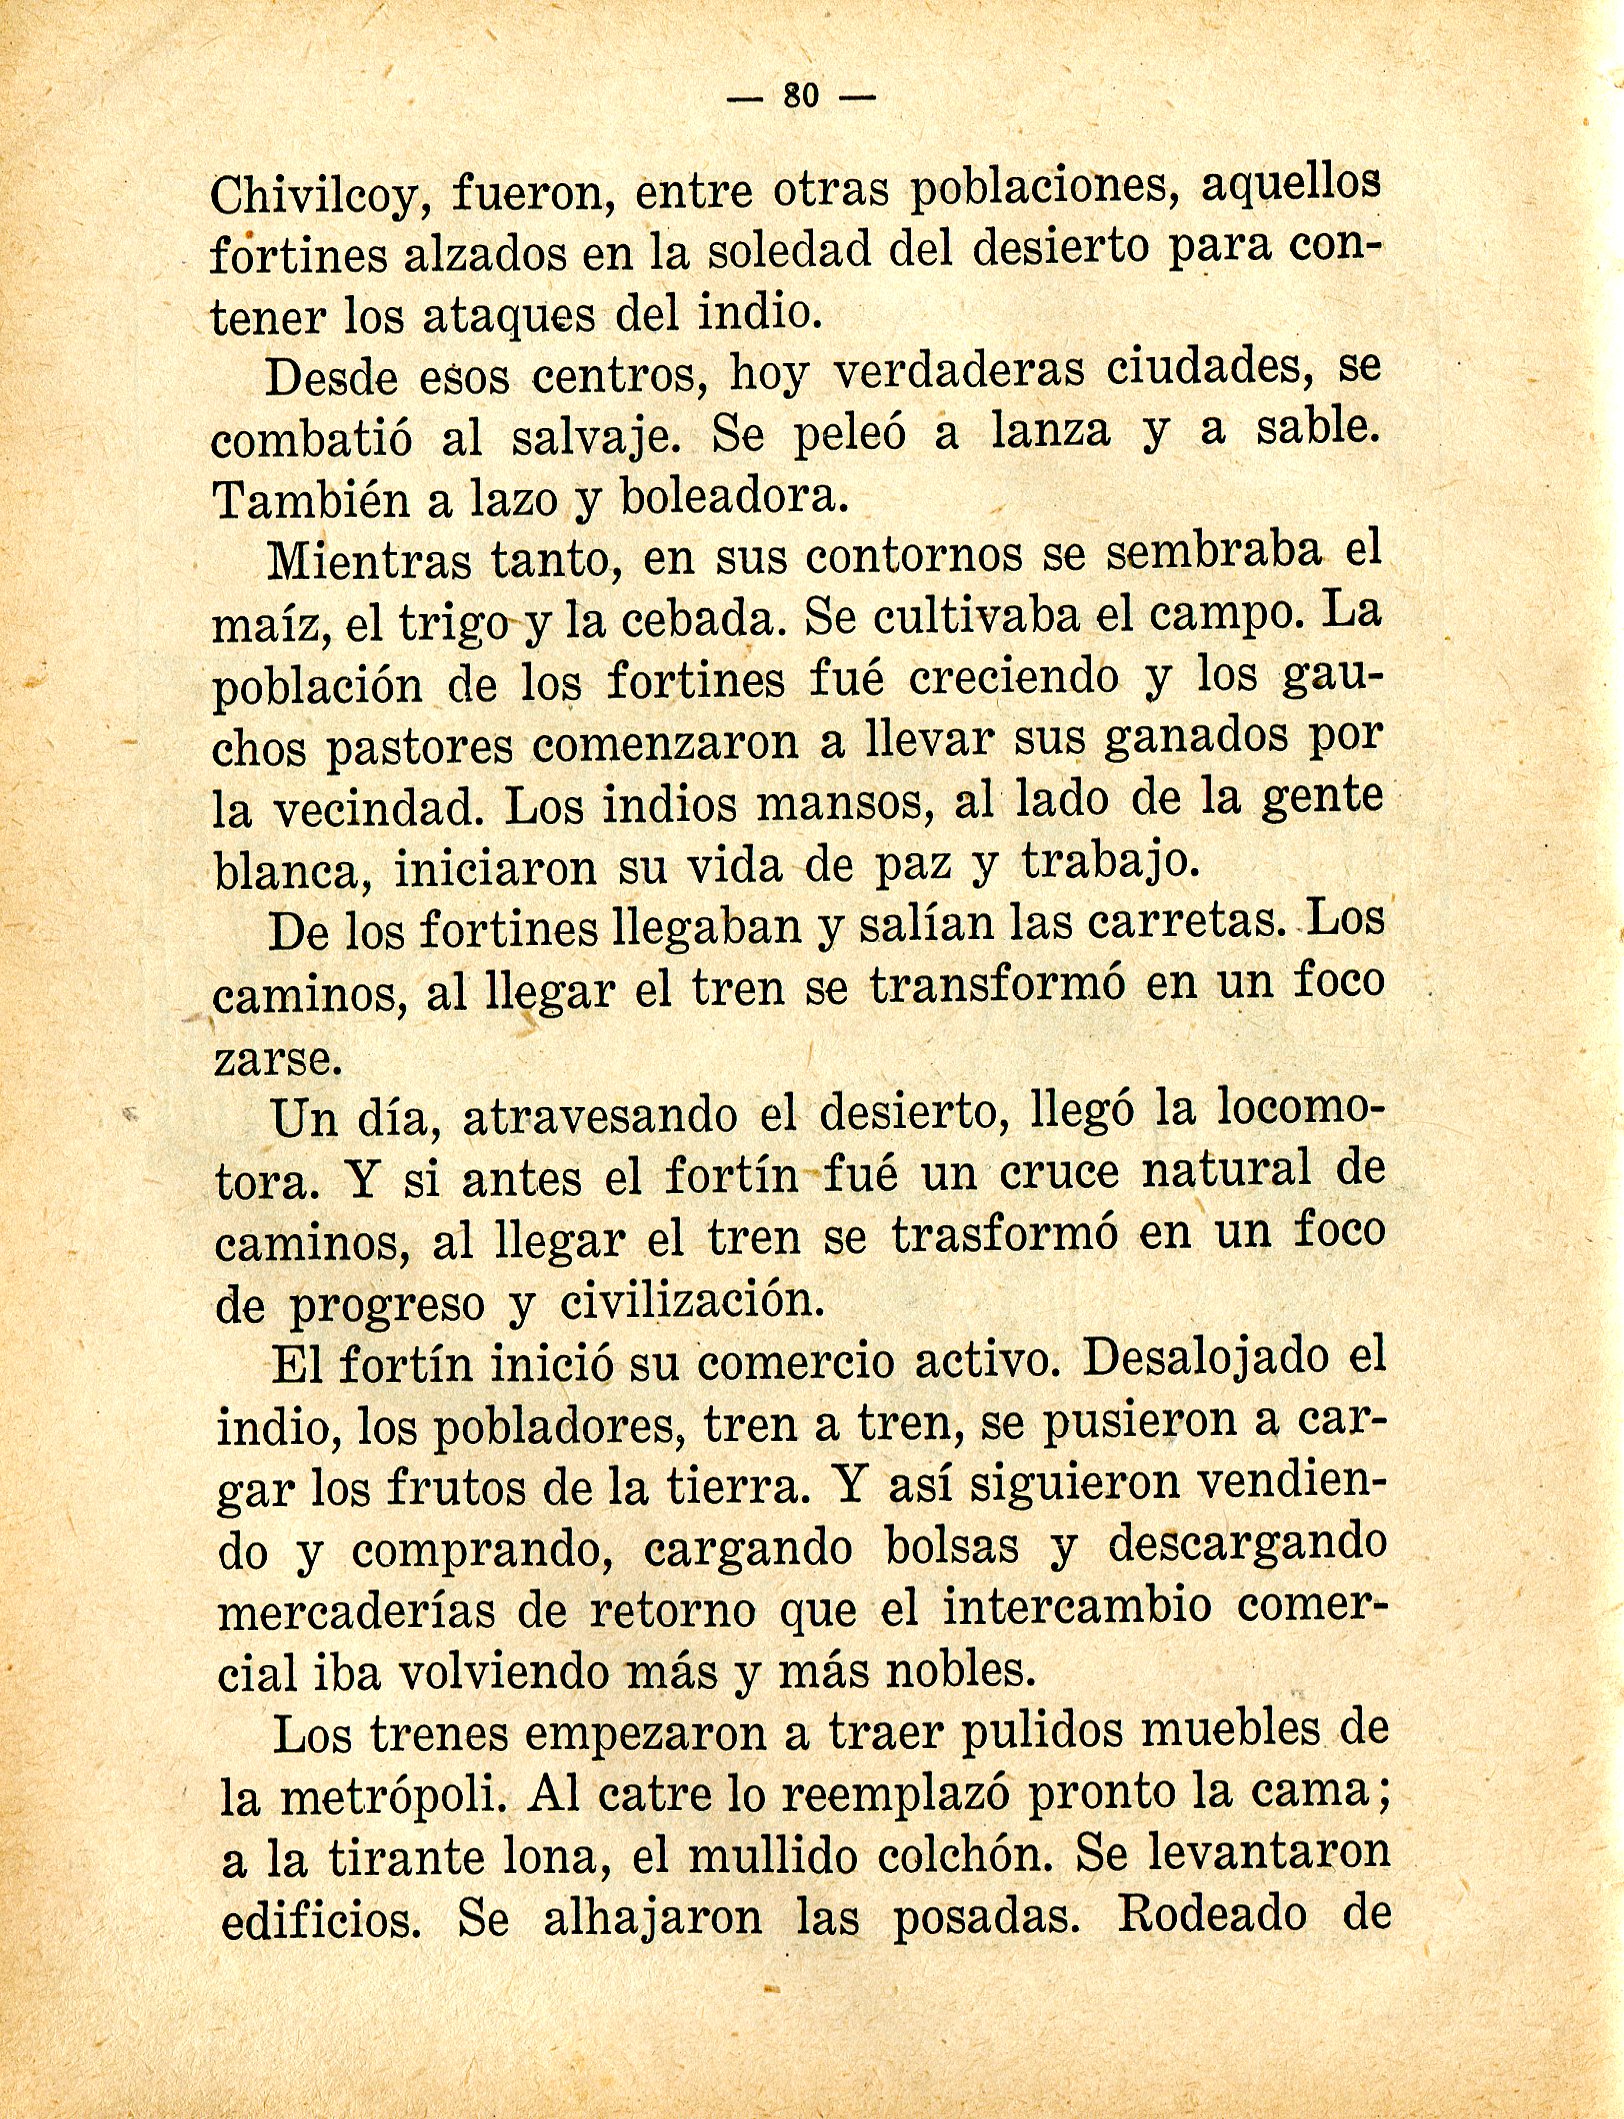 — 80 —
Chivilcoy, fueron, entre otras poblaciones, aquellos
fortines alzados en la soledad del desierto para con-
tener los ataques del indio.
Desde esos centros, hoy verdaderas ciudades, se
combatió al salvaje. Se peleó a lanza y a sable.
También a lazo y boleadora.
Mientras tanto, en sus contornos se sembraba el
maíz, el trigo y la cebada. Se cultivaba el campo. La
población de los fortines fué creciendo y los gau-
chos pastores comenzaron a llevar sus ganados por
la vecindad. Los indios mansos, al lado de la gente
blanca, iniciaron su vida de paz y trabajo.
De los fortines llegaban y salían las carretas. Los
caminos, al llegar el tren se transformó en un foco
zarse.
Un día, atravesando el desierto, llegó la locomo-
tora. Y si antes el fortín fué un cruce natural de
caminos, al llegar el tren se trasformó en un foco
de progreso y civilización.
El fortín inició su comercio activo. Desalojado el
indio, los pobladores, tren a tren, se pusieron a car-
gar los frutos de la tierra. Y así siguieron vendien-
do y comprando, cargando bolsas y descargando
mercaderías de retorno que el intercambio comer-
cial iba volviendo más y más nobles.
Los trenes empezaron a traer pulidos muebles de
la metrópoli. Al catre lo reemplazó pronto la cama;
a la tirante lona, el mullido colchón. Se levantaron
edificios. Se alhajaron las posadas. Rodeado de